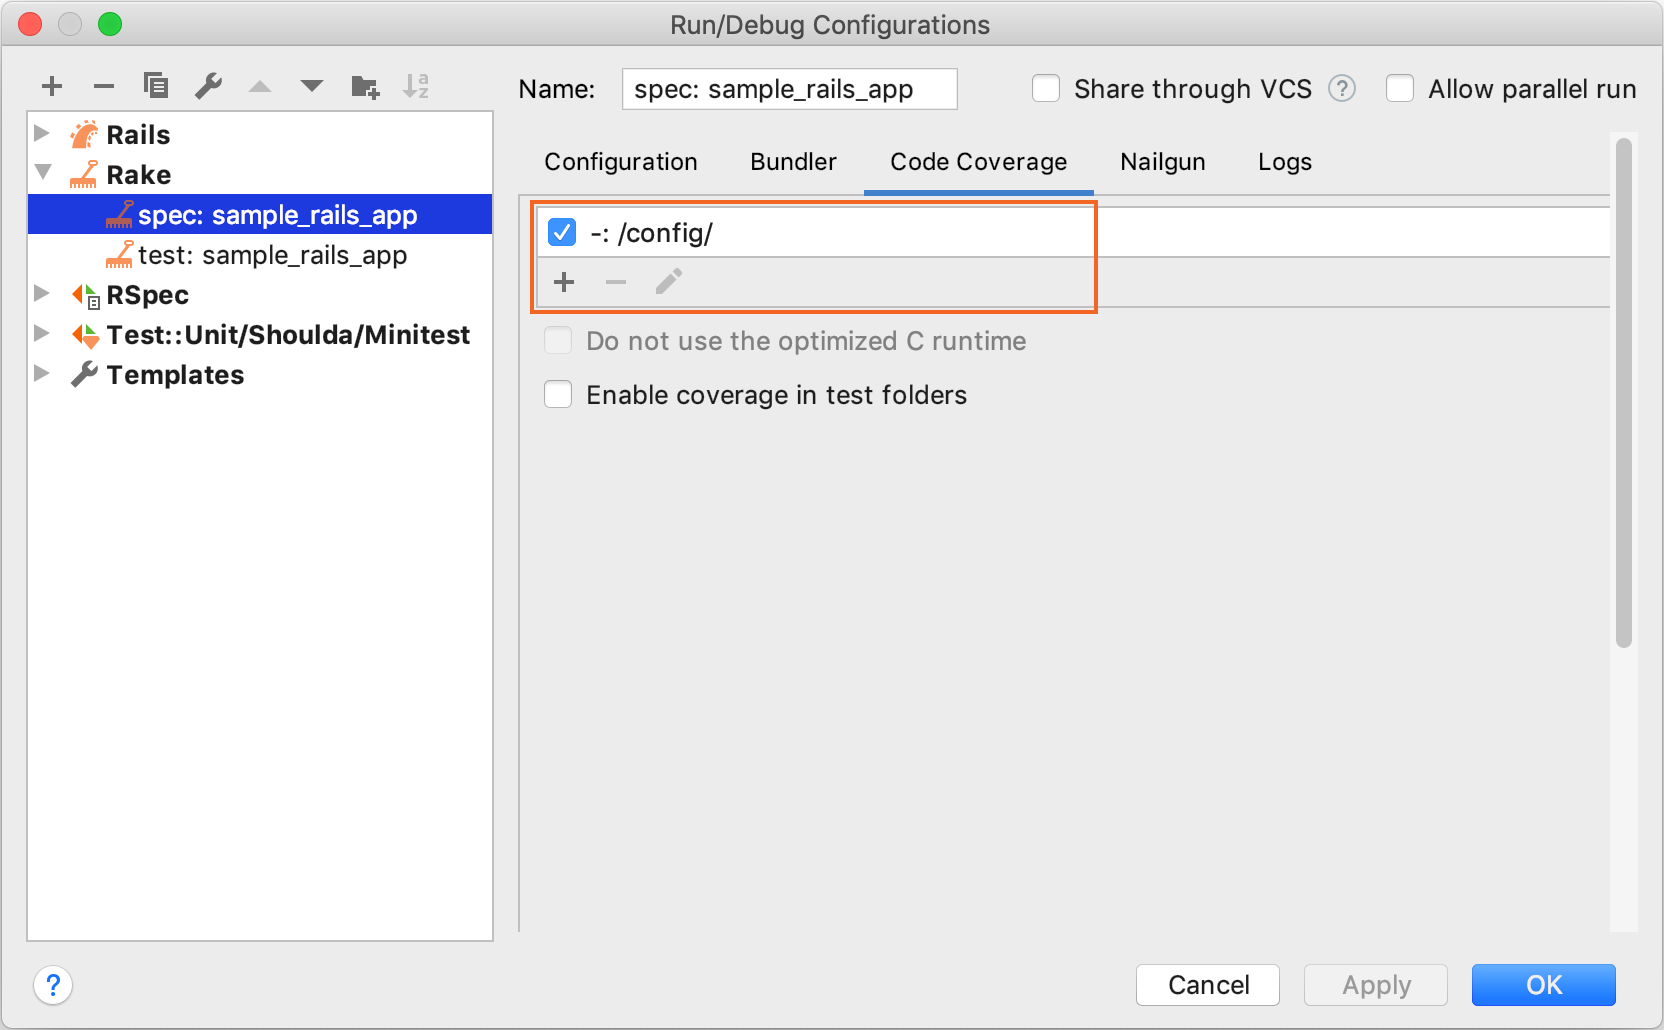 Run/Debug Configurations
Name: spec: sample_rails_app Share through VCS ? Allow parallel run
Rails
Rake
spec: sample_rails_app
test: sample_rails_app
RSpec
Test::Unit/Shoulda/Minitest
Templates
Configuration Bundler Code Coverage Nailgun Logs
-: /config/
Do not use the optimized C runtime
Enable coverage in test folders
? Cancel Apply OK